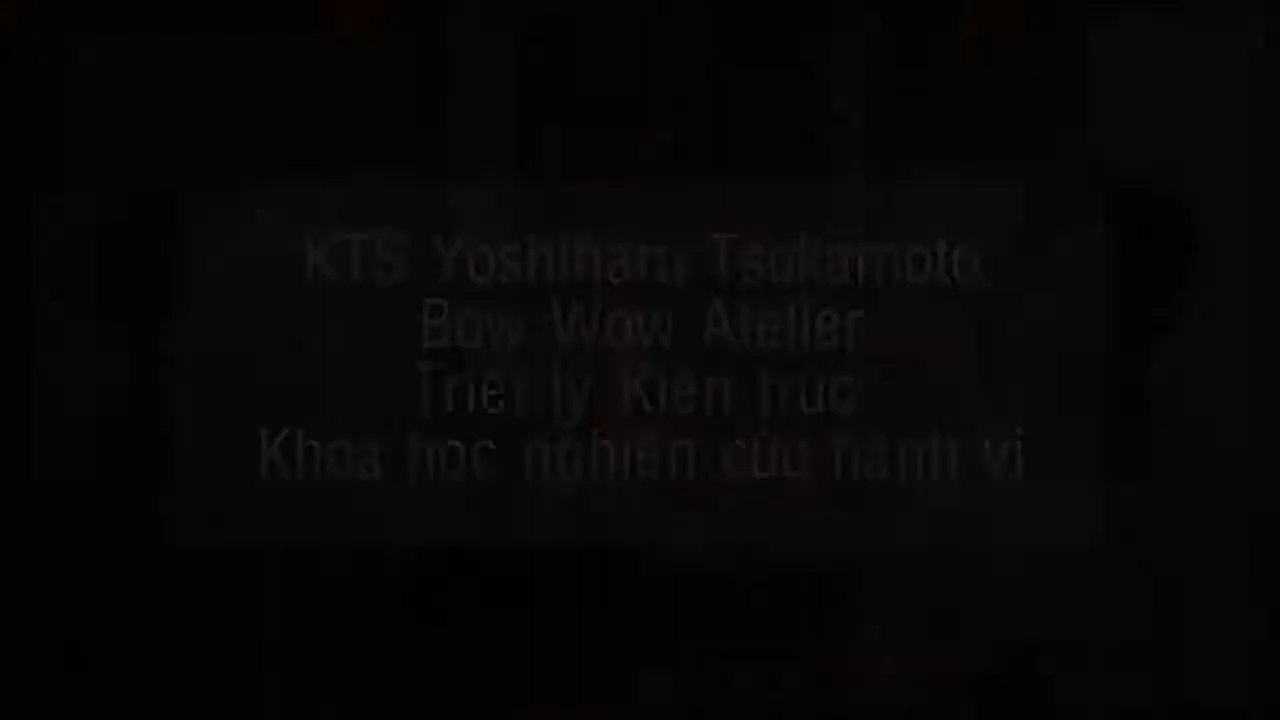 KTS Yoshiharu Tsukamoto
Bow Wow Atelier
Triết lý Kiến trúc
Khoa học nghiên cứu hành vi